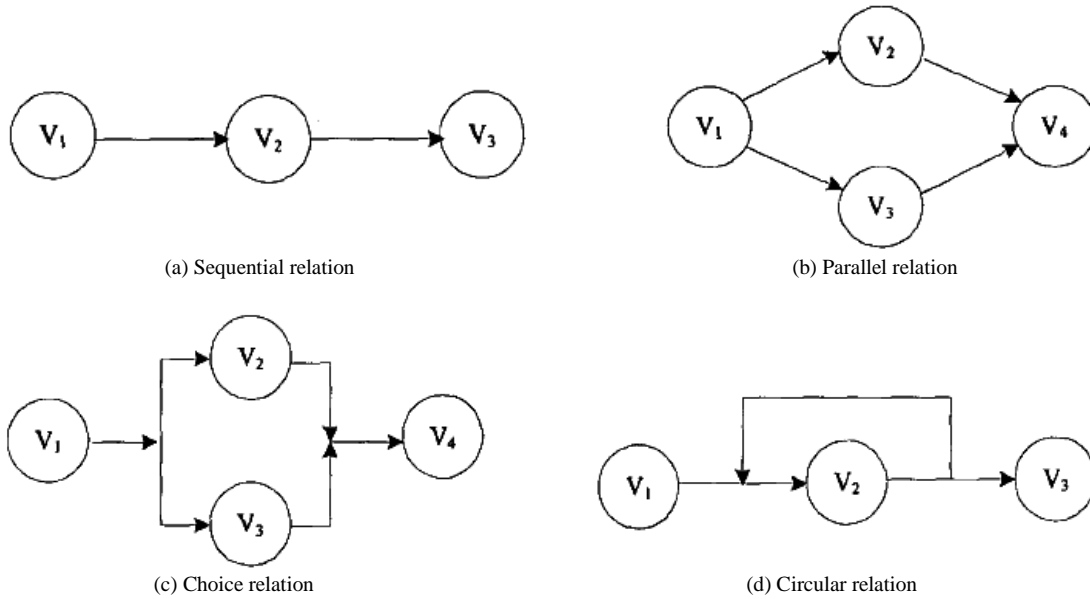 V₁
V₂
V₃
(a) Sequential relation
V₁
V₂
V₃
V₄
(b) Parallel relation
V₁
V₂
V₃
V₄
(c) Choice relation
V₁
V₂
V₃
(d) Circular relation